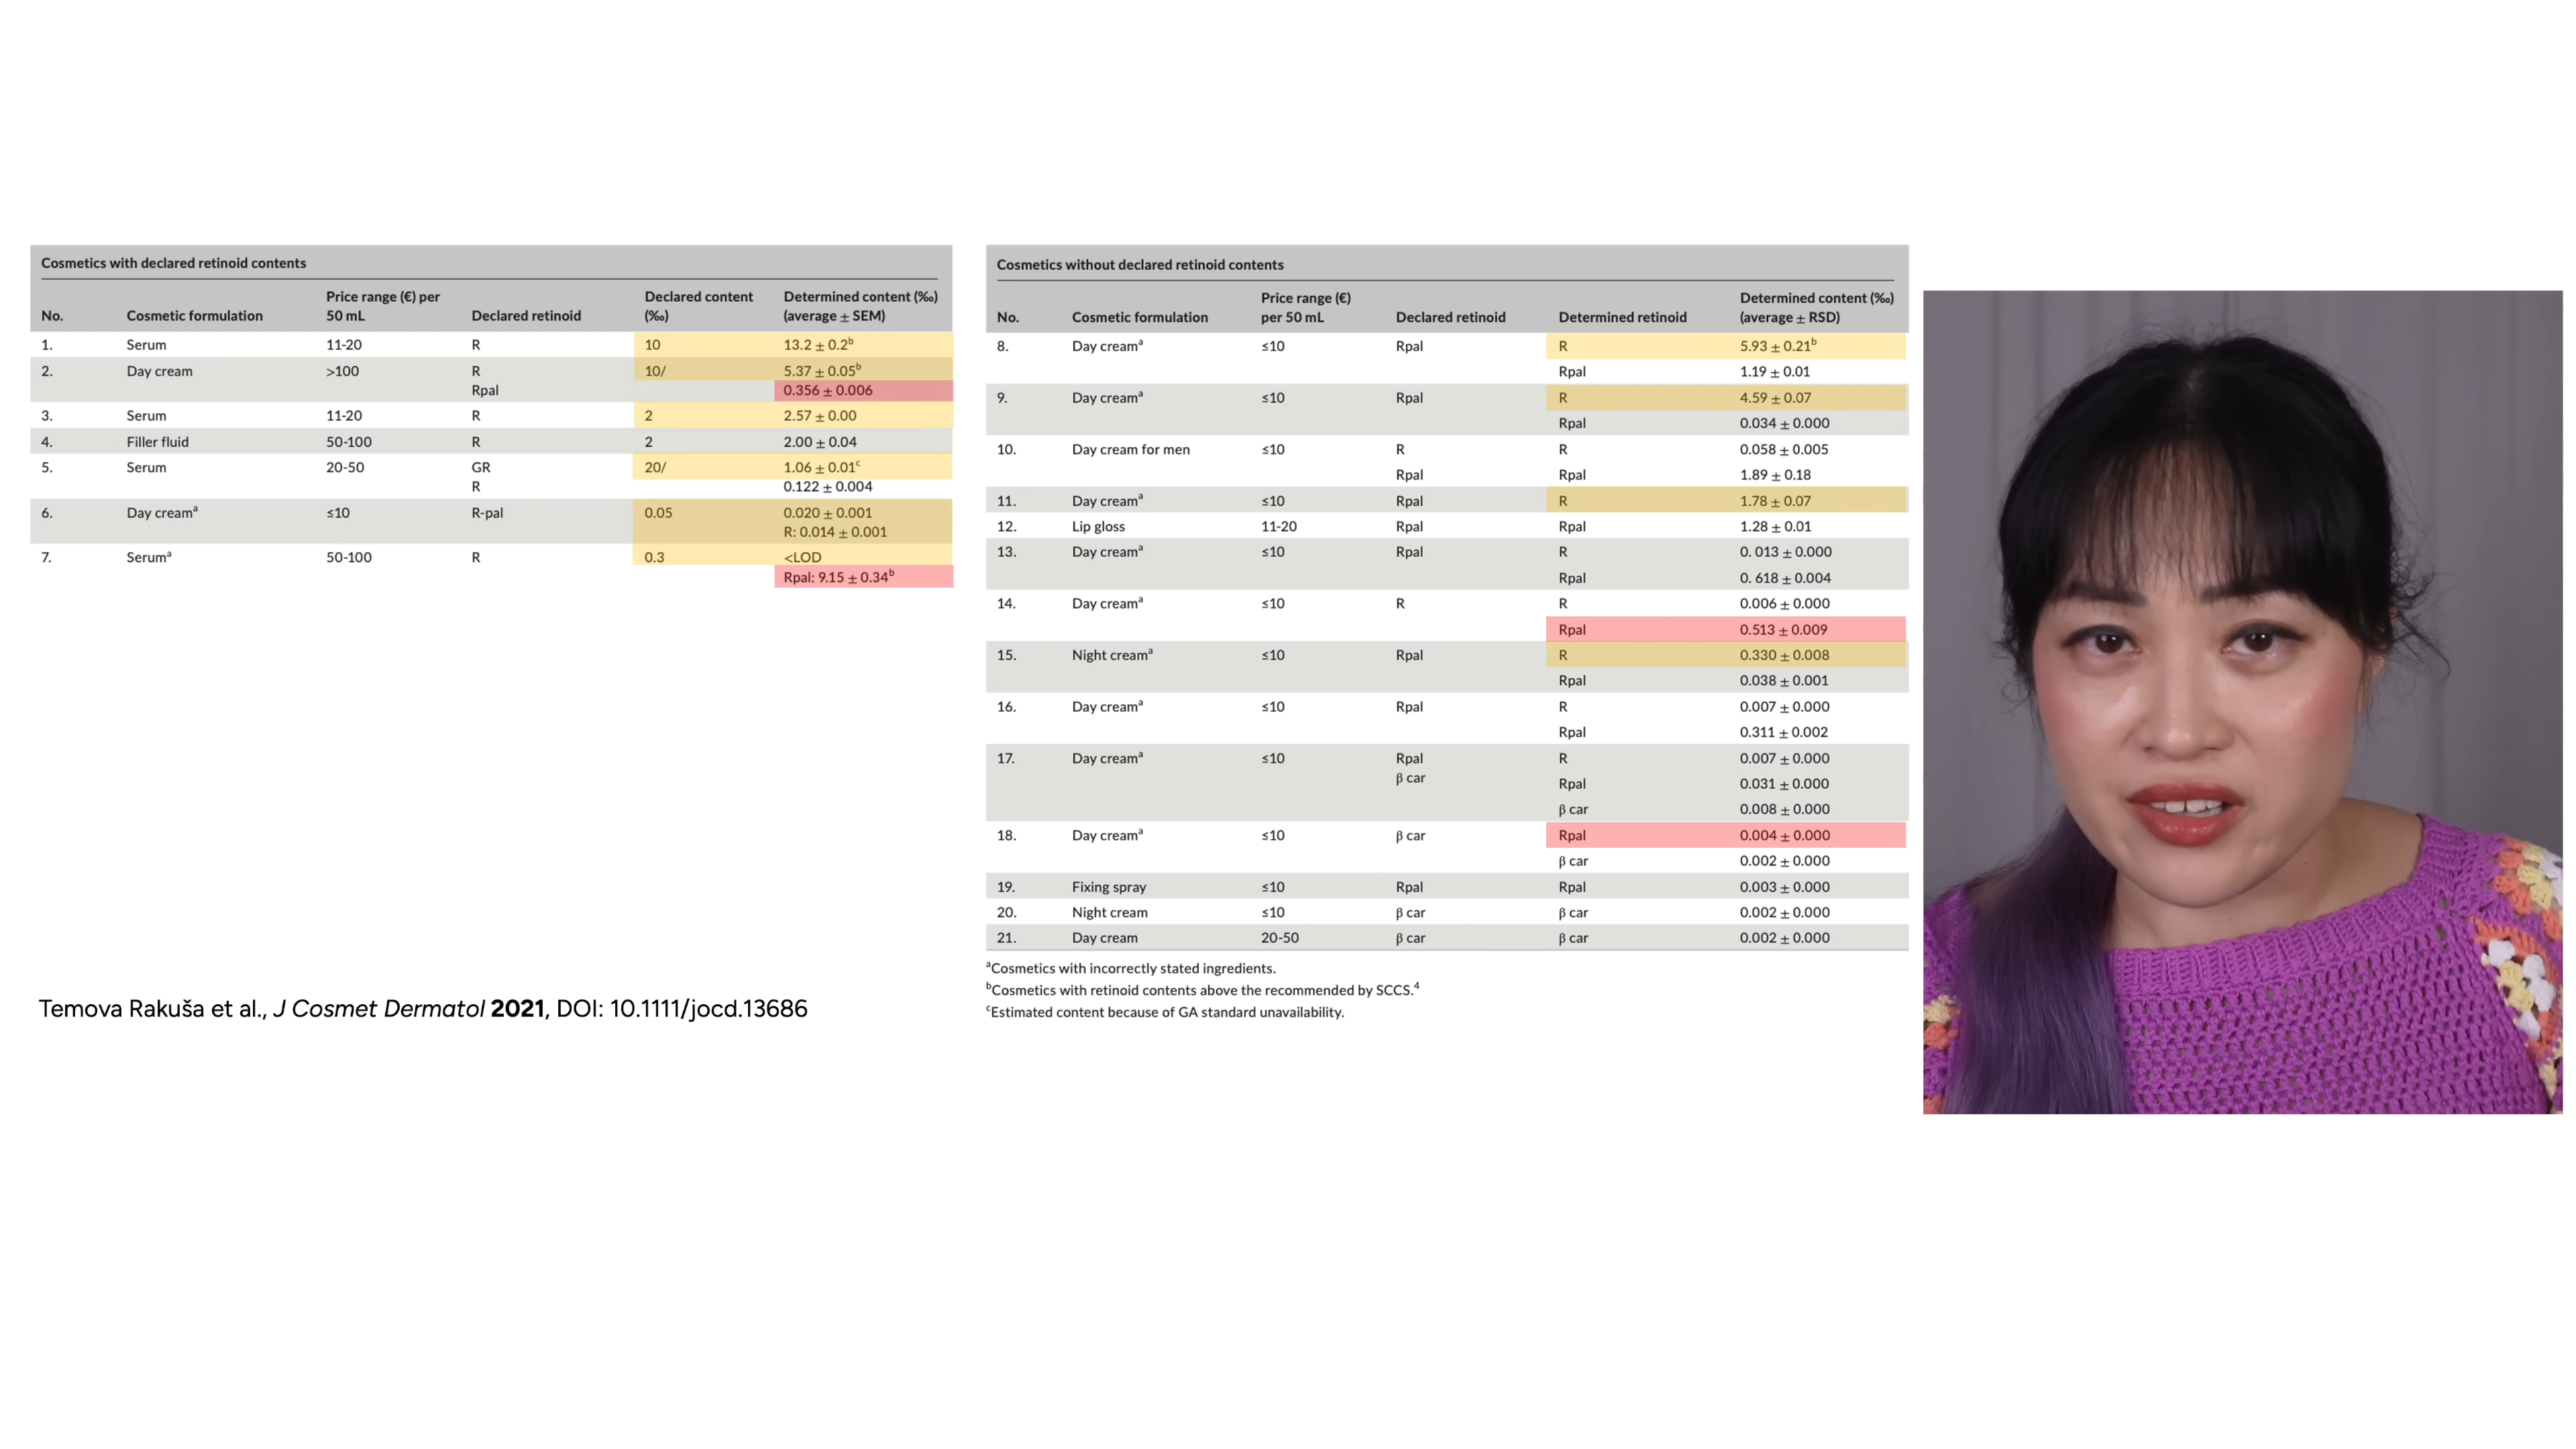 Cosmetics with declared retinoid contents
No. Cosmetic formulation Price range (€) per 50 mL Declared retinoid Declared content (‰) Determined content (‰) (average ± SEM)
1. Serum 11-20 R 10 13.2 ± 0.2ᵇ
2. Day cream >100 R 10/ 5.37 ± 0.05ᵇ
Rpal 0.356 ± 0.006
3. Serum 11-20 R 2 2.57 ± 0.00
4. Filler fluid 50-100 R 2 2.00 ± 0.04
5. Serum 20-50 GR 20/ 1.06 ± 0.01ᶜ
R 0.122 ± 0.004
6. Day creamᵃ ≤10 R-pal 0.05 0.020 ± 0.001
R: 0.014 ± 0.001
7. Serumᵃ 50-100 R 0.3 <LOD
Rpal: 9.15 ± 0.34ᵇ
Temova Rakuša et al., J Cosmet Dermatol 2021, DOI: 10.1111/jocd.13686
Cosmetics without declared retinoid contents
No. Cosmetic formulation Price range (€) per 50 mL Declared retinoid Determined retinoid Determined content (‰) (average ± RSD)
8. Day creamᵃ ≤10 Rpal R 5.93 ± 0.21ᵇ
Rpal 1.19 ± 0.01
9. Day creamᵃ ≤10 Rpal R 4.59 ± 0.07
Rpal 0.034 ± 0.000
10. Day cream for men ≤10 R R 0.058 ± 0.005
Rpal Rpal 1.89 ± 0.18
11. Day creamᵃ ≤10 Rpal R 1.78 ± 0.07
12. Lip gloss 11-20 Rpal Rpal 1.28 ± 0.01
13. Day creamᵃ ≤10 Rpal R 0. 013 ± 0.000
Rpal 0. 618 ± 0.004
14. Day creamᵃ ≤10 R R 0.006 ± 0.000
Rpal 0.513 ± 0.009
15. Night creamᵃ ≤10 Rpal R 0.330 ± 0.008
Rpal 0.038 ± 0.001
16. Day creamᵃ ≤10 Rpal R 0.007 ± 0.000
Rpal 0.311 ± 0.002
17. Day creamᵃ ≤10 Rpal R 0.007 ± 0.000
β car Rpal 0.031 ± 0.000
β car 0.008 ± 0.000
18. Day creamᵃ ≤10 β car Rpal 0.004 ± 0.000
β car 0.002 ± 0.000
19. Fixing spray ≤10 Rpal Rpal 0.003 ± 0.000
20. Night cream ≤10 β car β car 0.002 ± 0.000
21. Day cream 20-50 β car β car 0.002 ± 0.000
ᵃCosmetics with incorrectly stated ingredients.
ᵇCosmetics with retinoid contents above the recommended by SCCS.⁴
ᶜEstimated content because of GA standard unavailability.